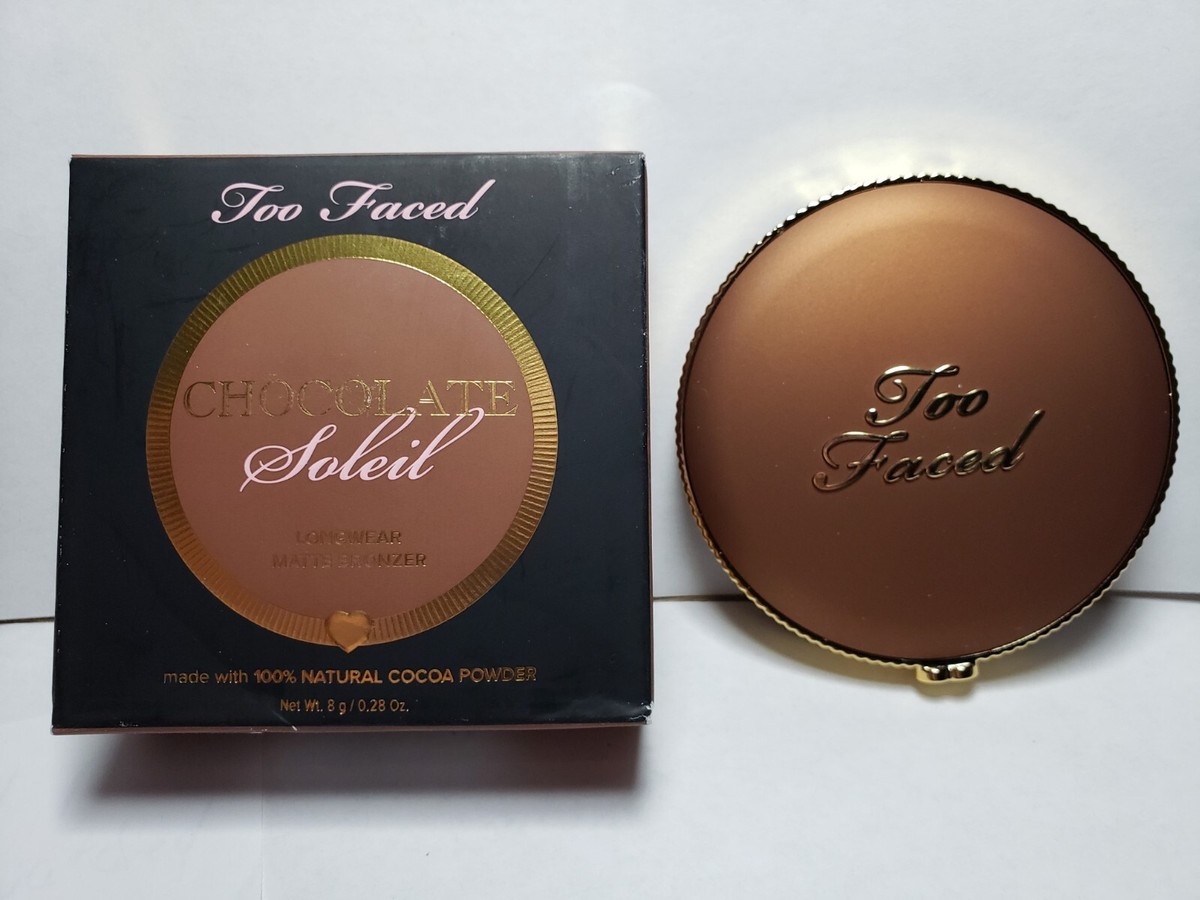 Too Faced
CHOCOLATE
Soleil
LONGWEAR
MATTE BRONZER
made with 100% NATURAL COCOA POWDER
Net Wt. 8 g / 0.28 Oz.
Too
Faced